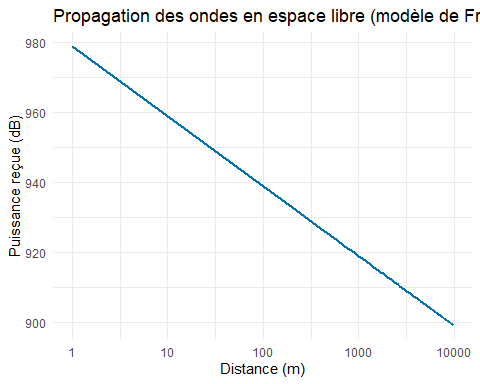 Propagation des ondes en espace libre (modèle de Fr
980
960
940
920
900
Puissance reçue (dB)
1 10 100 1000 10000
Distance (m)